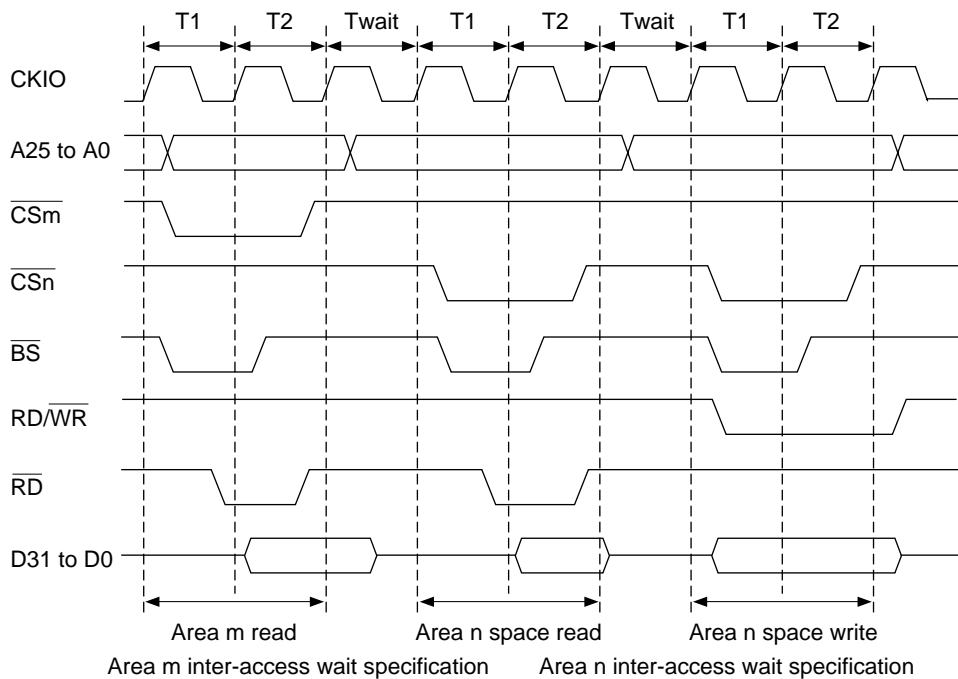 T1 T2 Twait T1 T2 Twait T1 T2
CKIO
A25 to A0
CSm
CSn
BS
RD/WR
RD
D31 to D0
Area m read Area n space read Area n space write
Area m inter-access wait specification Area n inter-access wait specification